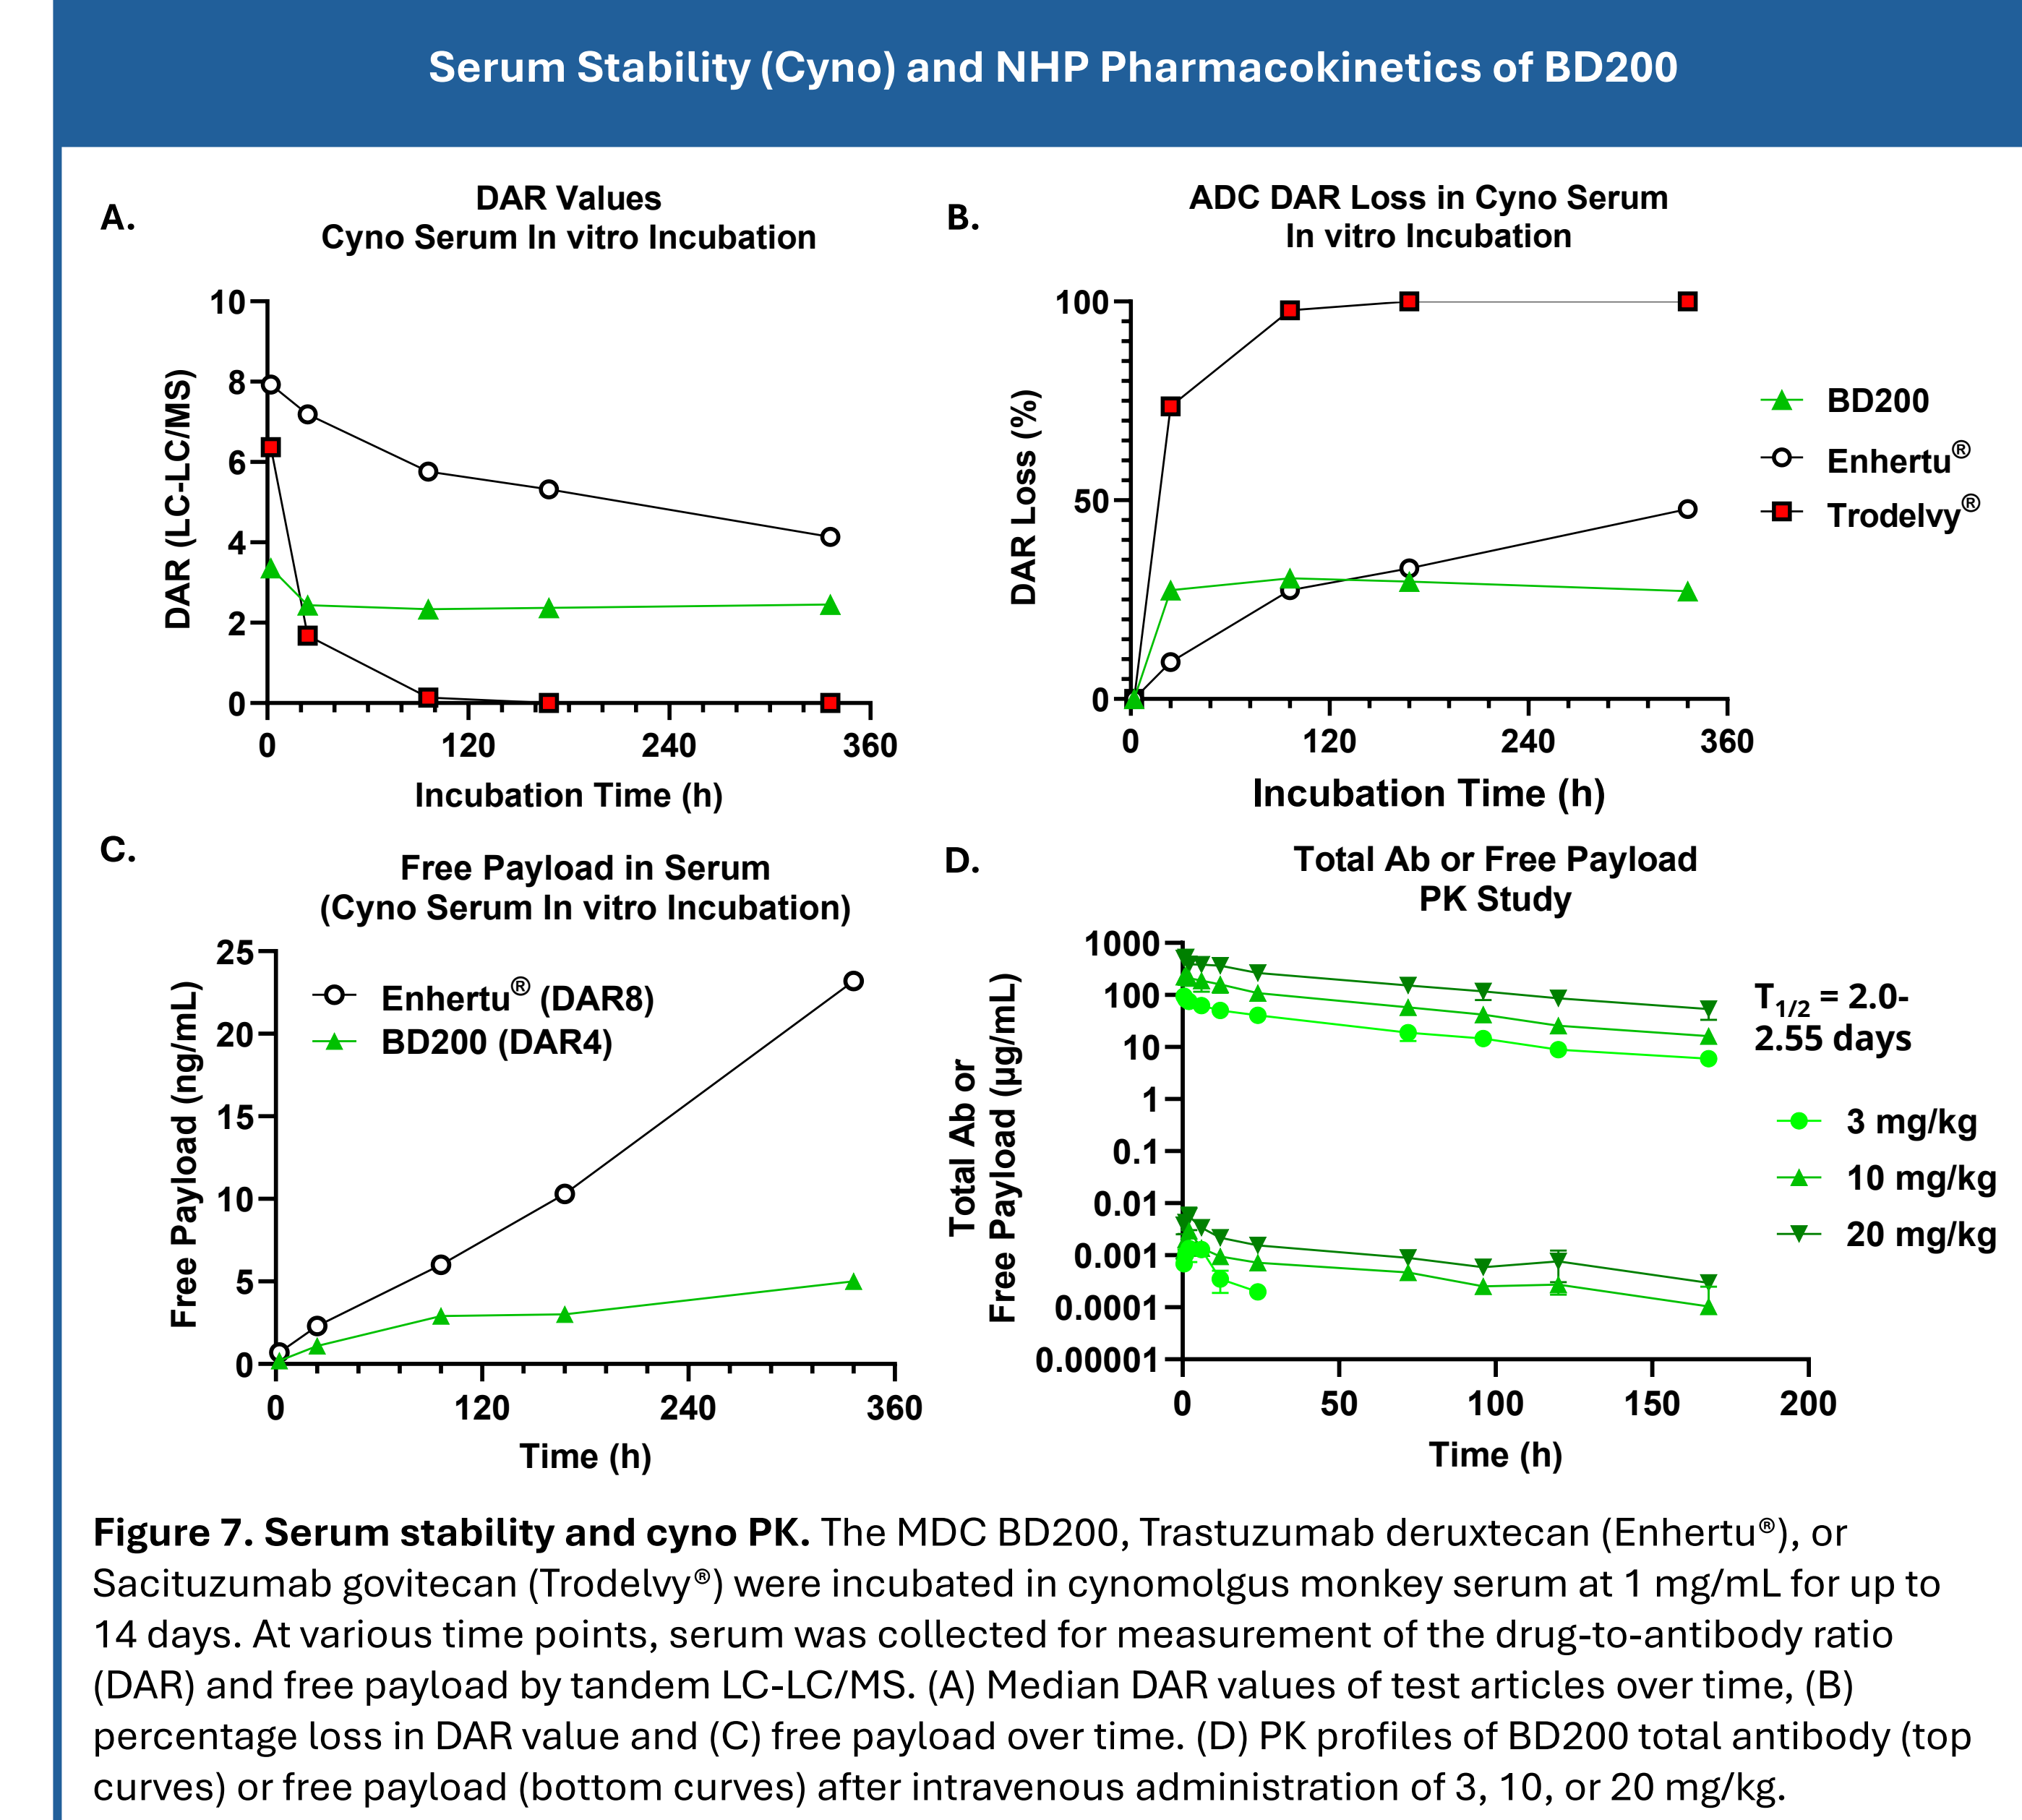 Serum Stability (Cyno) and NHP Pharmacokinetics of BD200
A.
DAR Values
Cyno Serum In vitro Incubation
DAR (LC-LC/MS)
10
8
6
4
2
0
0 120 240 360
Incubation Time (h)
B.
ADC DAR Loss in Cyno Serum
In vitro Incubation
DAR Loss (%)
100
50
0
0 120 240 360
Incubation Time (h)
BD200
Enhertu®
Trodelvy®
C.
Free Payload in Serum
(Cyno Serum In vitro Incubation)
Free Payload (ng/mL)
25
20
15
10
5
0
0 120 240 360
Time (h)
Enhertu® (DAR8)
BD200 (DAR4)
D.
Total Ab or Free Payload
PK Study
Total Ab or
Free Payload (µg/mL)
1000
100
10
1
0.1
0.01
0.001
0.0001
0.00001
0 50 100 150 200
Time (h)
T1/2 = 2.0-
2.55 days
3 mg/kg
10 mg/kg
20 mg/kg
Figure 7. Serum stability and cyno PK. The MDC BD200, Trastuzumab deruxtecan (Enhertu®), or
Sacituzumab govitecan (Trodelvy®) were incubated in cynomolgus monkey serum at 1 mg/mL for up to
14 days. At various time points, serum was collected for measurement of the drug-to-antibody ratio
(DAR) and free payload by tandem LC-LC/MS. (A) Median DAR values of test articles over time, (B)
percentage loss in DAR value and (C) free payload over time. (D) PK profiles of BD200 total antibody (top
curves) or free payload (bottom curves) after intravenous administration of 3, 10, or 20 mg/kg.